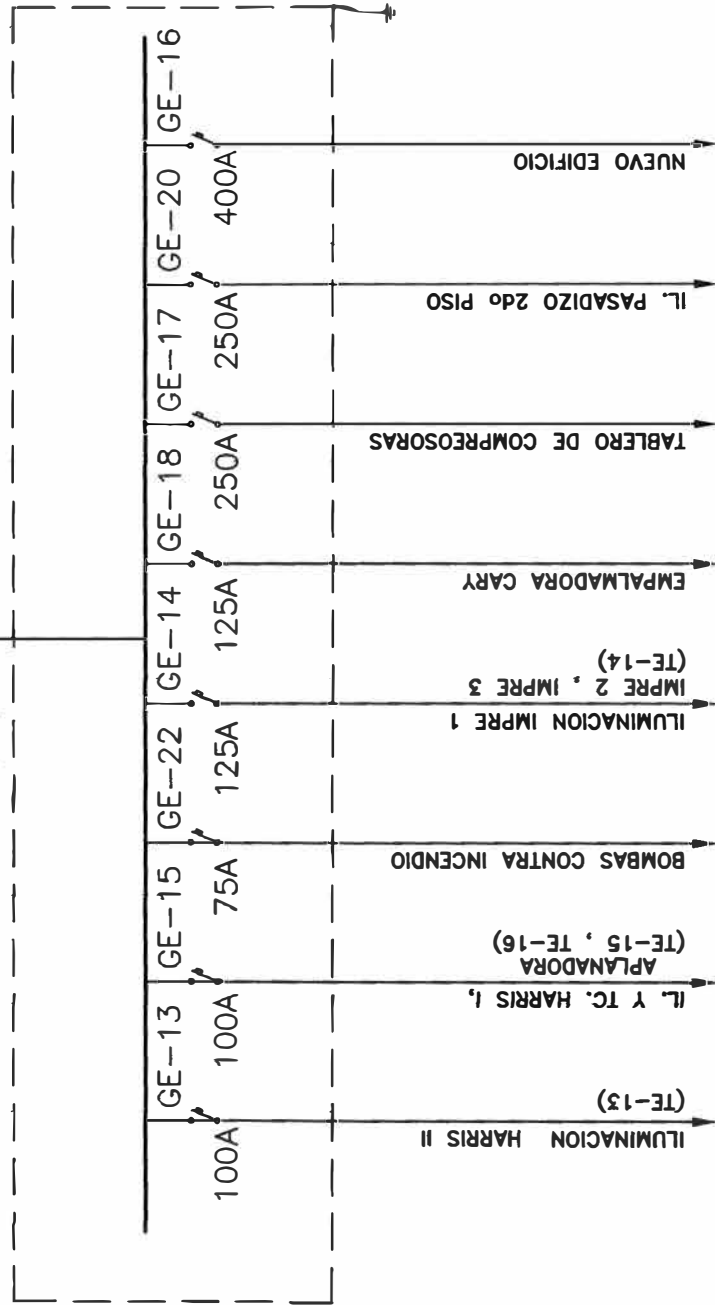 GE-16
400A
NUEVO EDIFICIO
GE-20
250A
IL. PASADIZO 2do PISO
GE-17
250A
TABLERO DE COMPREOSORAS
GE-18
125A
EMPALMADORA CARY
GE-14
125A
ILUMINACION IMPRE 1
IMPRE 2 , IMPRE 3
(TE-14)
GE-22
75A
BOMBAS CONTRA INCENDIO
GE-15
100A
IL. Y TC. HARRIS I,
APLANADORA
(TE-15 , TE-16)
GE-13
100A
ILUMINACION HARRIS II
(TE-13)